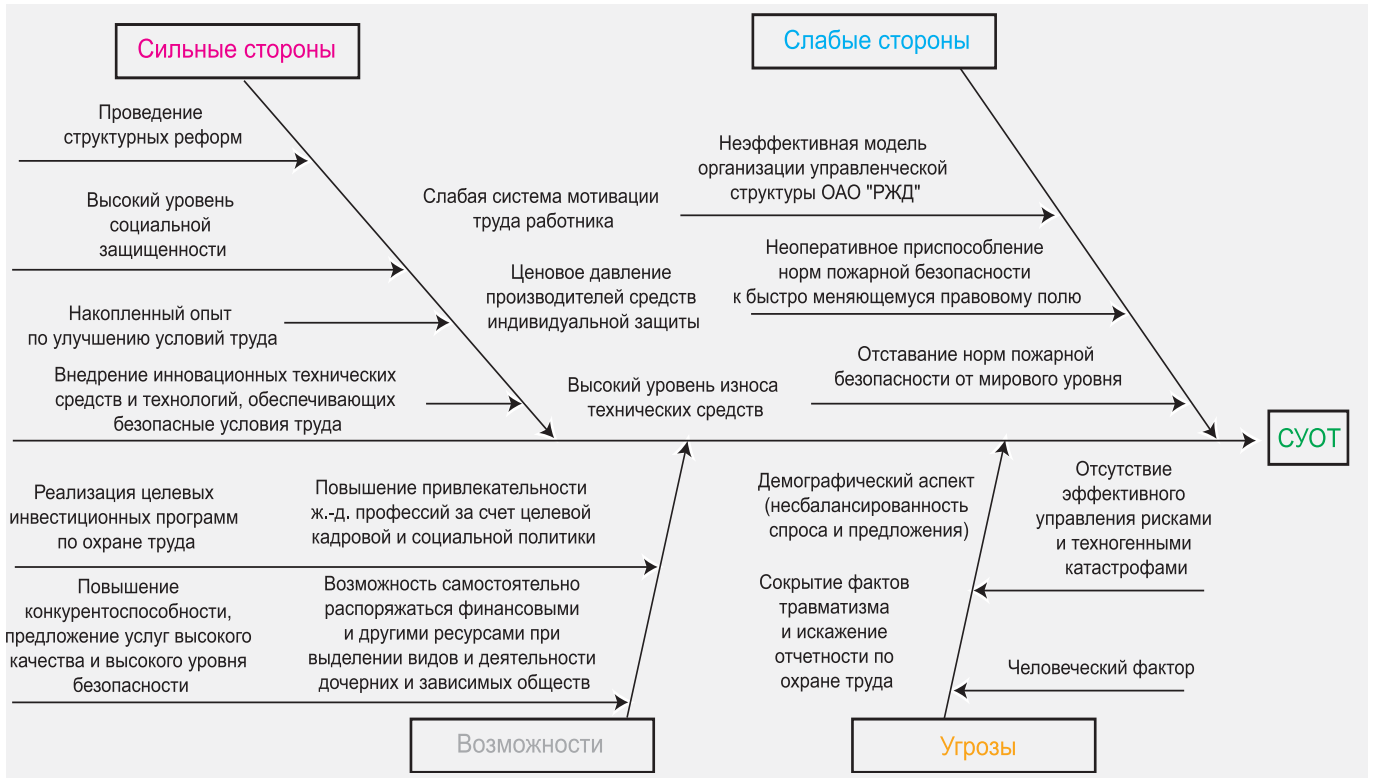 Сильные стороны
Проведение
структурных реформ
Высокий уровень
социальной
защищенности
Накопленный опыт
по улучшению условий труда
Внедрение инновационных технических
средств и технологий, обеспечивающих
безопасные условия труда
Слабые стороны
Слабая система мотивации
труда работника
Неэффективная модель
организации управленческой
структуры ОАО "РЖД"
Ценовое давление
производителей средств
индивидуальной защиты
Неоперативное приспособление
норм пожарной безопасности
к быстро меняющемуся правовому полю
Высокий уровень износа
технических средств
Отставание норм пожарной
безопасности от мирового уровня
СУОТ
Реализация целевых
инвестиционных программ
по охране труда
Повышение привлекательности
ж.-д. профессий за счет целевой
кадровой и социальной политики
Повышение
конкурентоспособности,
предложение услуг высокого
качества и высокого уровня
безопасности
Возможность самостоятельно
распоряжаться финансовыми
и другими ресурсами при
выделении видов и деятельности
дочерних и зависимых обществ
Возможности
Демографический аспект
(несбалансированность
спроса и предложения)
Отсутствие
эффективного
управления рисками
и техногенными
катастрофами
Сокрытие фактов
травматизма
и искажение
отчетности по
охране труда
Человеческий фактор
Угрозы